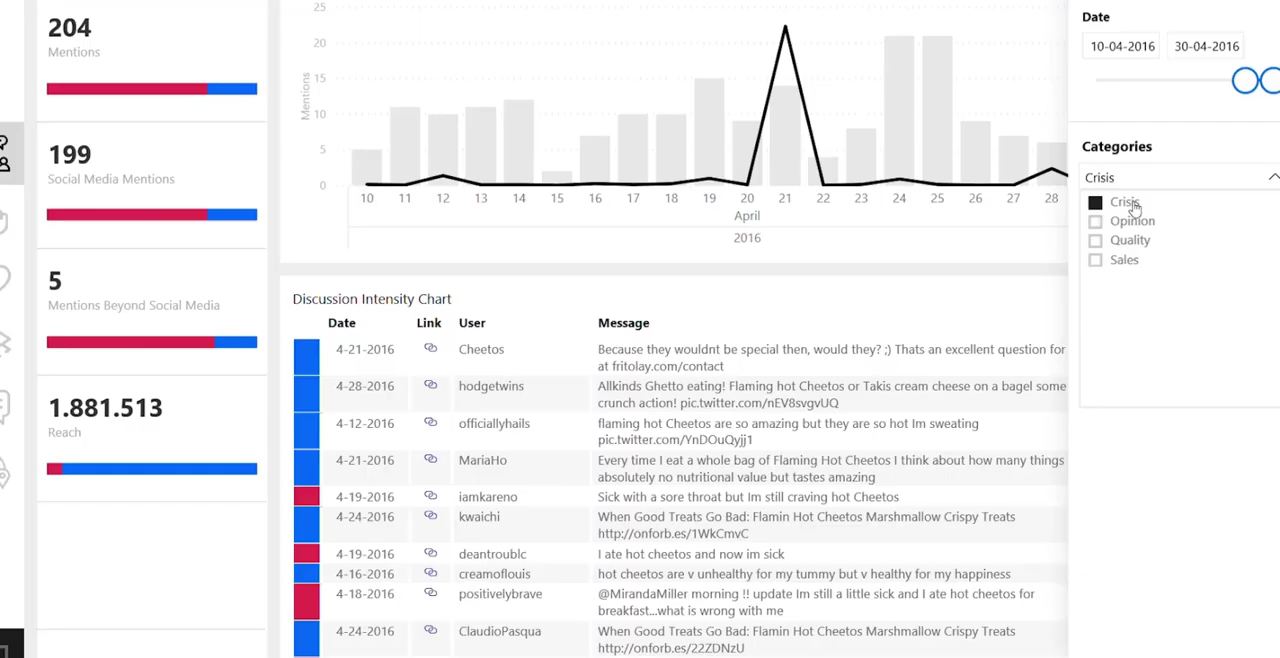 204
Mentions
199
Social Media Mentions
5
Mentions Beyond Social Media
1.881.513
Reach
Mentions
25
20
15
10
5
0
10 11 12 13 14 15 16 17 18 19 20 21 22 23 24 25 26 27 28
April
2016
Discussion Intensity Chart
Date Link User Message
4-21-2016 Cheetos Because they wouldnt be special then, would they? ;) Thats an excellent question for
at fritolay.com/contact
4-28-2016 hodgetwins Allkinds Ghetto eating! Flaming hot Cheetos or Takis cream cheese on a bagel some
crunch action! pic.twitter.com/nEV8svgvUQ
4-12-2016 officiallyhails flaming hot Cheetos are so amazing but they are so hot Im sweating
pic.twitter.com/YnDOuQyjj1
4-21-2016 MariaHo Every time I eat a whole bag of Flaming Hot Cheetos I think about how many things
absolutely no nutritional value but tastes amazing
4-19-2016 iamkareno Sick with a sore throat but Im still craving hot Cheetos
4-24-2016 kwaichi When Good Treats Go Bad: Flamin Hot Cheetos Marshmallow Crispy Treats
http://onforb.es/1WkCmvC
4-19-2016 deantroublc I ate hot cheetos and now im sick
4-16-2016 creamoflouis hot cheetos are v unhealthy for my tummy but v healthy for my happiness
4-18-2016 positivelybrave @MirandaMiller morning !! update Im still a little sick and I ate hot cheetos for
breakfast...what is wrong with me
4-24-2016 ClaudioPasqua When Good Treats Go Bad: Flamin Hot Cheetos Marshmallow Crispy Treats
http://onforb.es/22ZDNzU
Date
10-04-2016 30-04-2016
Categories
Crisis
Crisis
Opinion
Quality
Sales